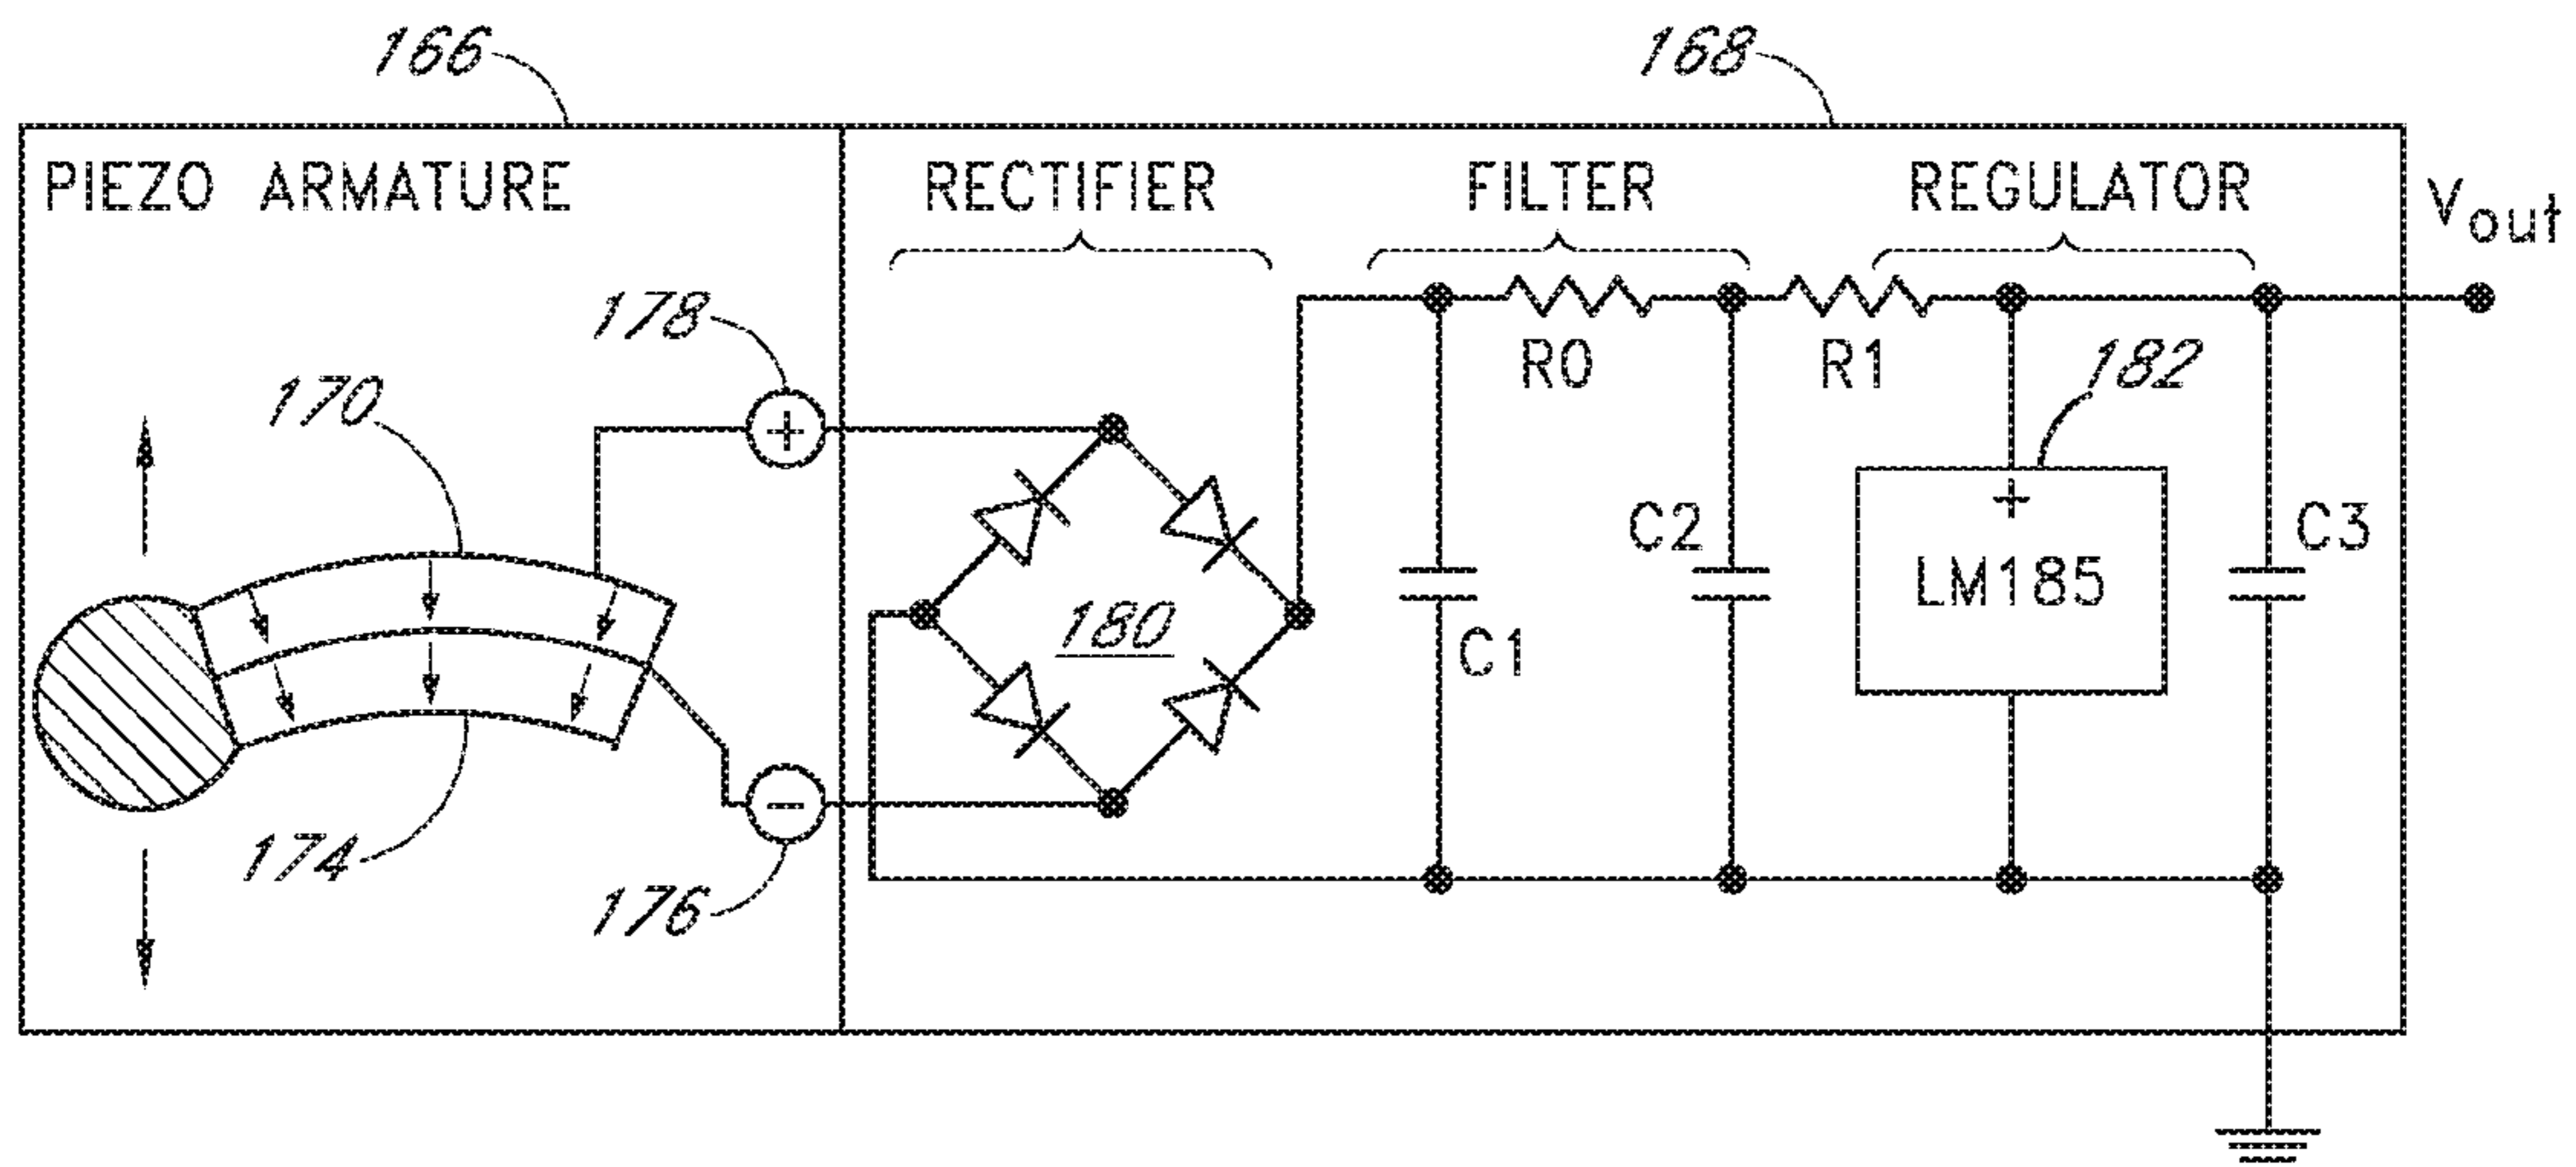 166
168
PIEZO ARMATURE
RECTIFIER
FILTER
REGULATOR
Vout
178
170
R0
R1
182
+
+
C2
C3
LM185
180
C1
−
174
176